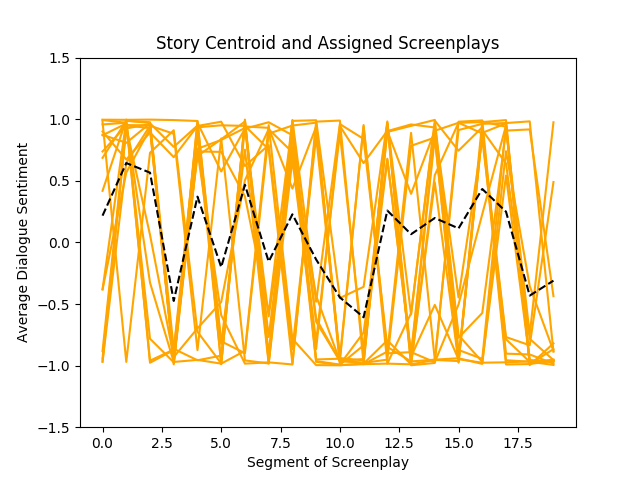 Story Centroid and Assigned Screenplays
Average Dialogue Sentiment
1.5
1.0
0.5
0.0
−0.5
−1.0
−1.5
0.0 2.5 5.0 7.5 10.0 12.5 15.0 17.5
Segment of Screenplay